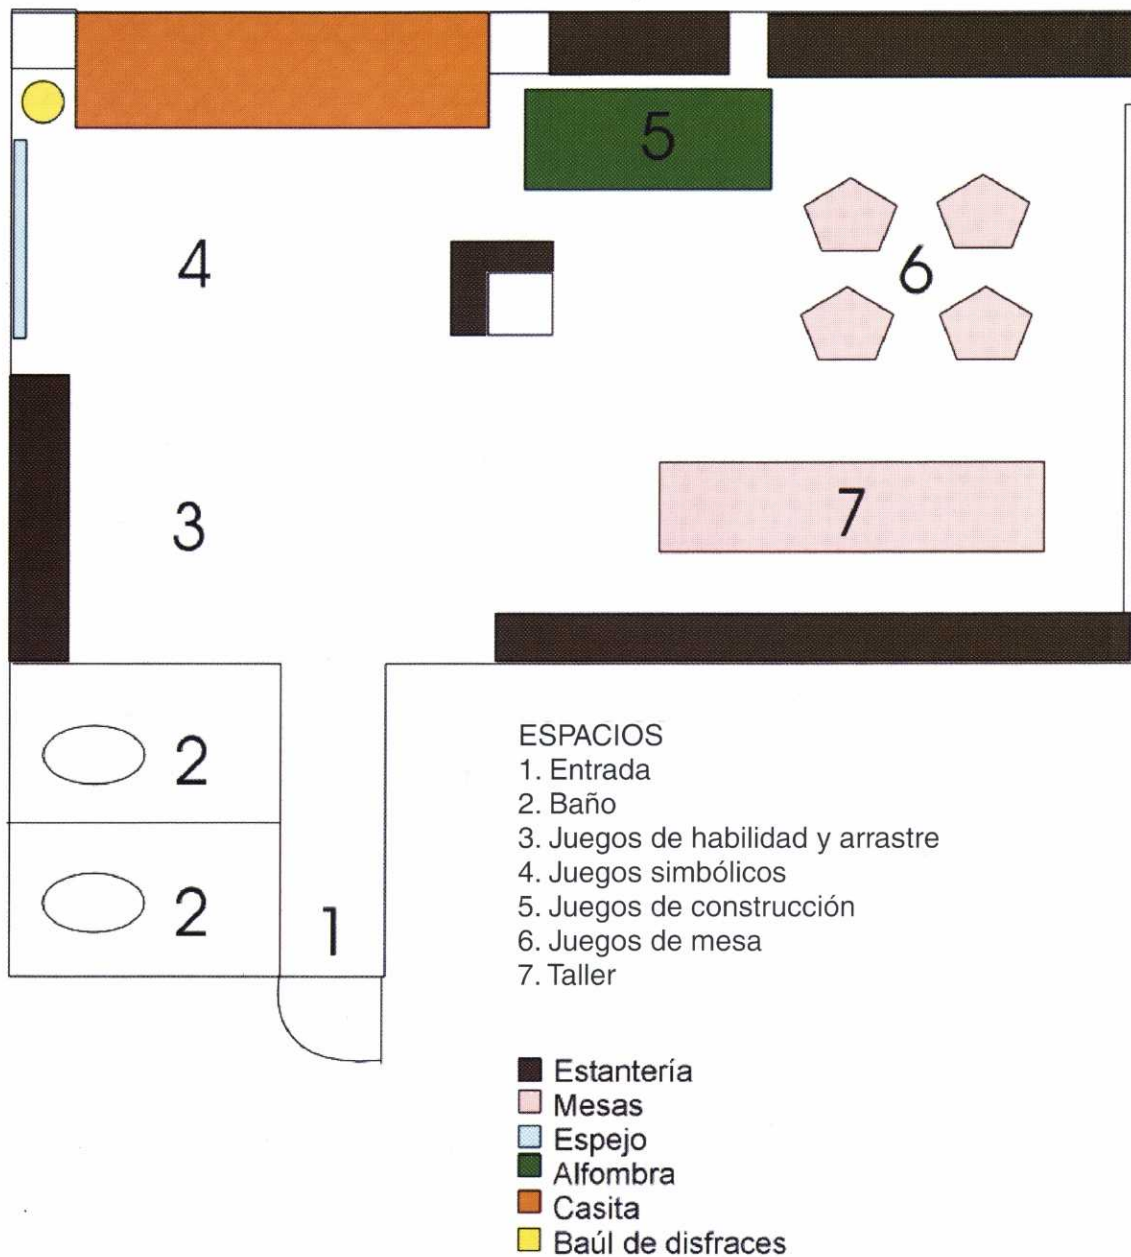 5
4
6
3
7
2
2
1
ESPACIOS
1. Entrada
2. Baño
3. Juegos de habilidad y arrastre
4. Juegos simbólicos
5. Juegos de construcción
6. Juegos de mesa
7. Taller
Estantería
Mesas
Espejo
Alfombra
Casita
Baúl de disfraces